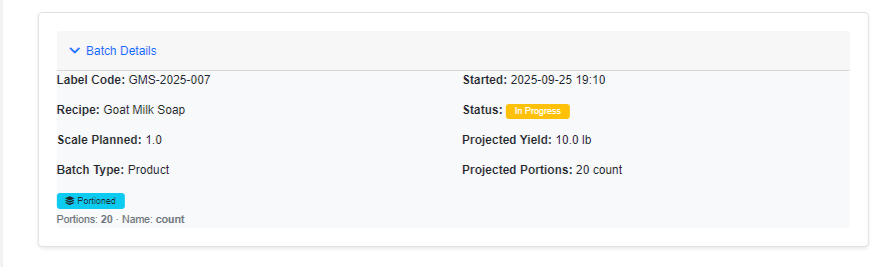 Batch Details
Label Code: GMS-2025-007
Started: 2025-09-25 19:10
Recipe: Goat Milk Soap
Status: In Progress
Scale Planned: 1.0
Projected Yield: 10.0 lb
Batch Type: Product
Projected Portions: 20 count
Portioned
Portions: 20 · Name: count